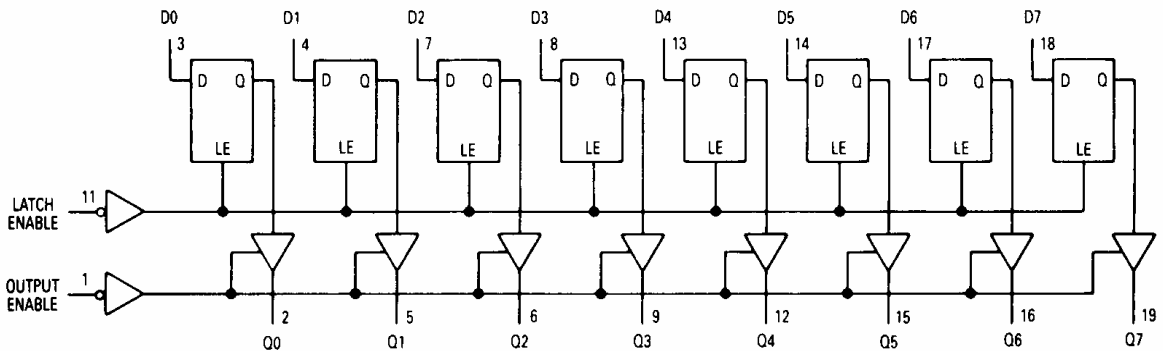 D0 D1 D2 D3 D4 D5 D6 D7
3 4 7 8 13 14 17 18
D Q D Q D Q D Q D Q D Q D Q D Q
LE LE LE LE LE LE LE LE
LATCH
ENABLE
11
OUTPUT
ENABLE
1
2 5 6 9 12 15 16 19
Q0 Q1 Q2 Q3 Q4 Q5 Q6 Q7